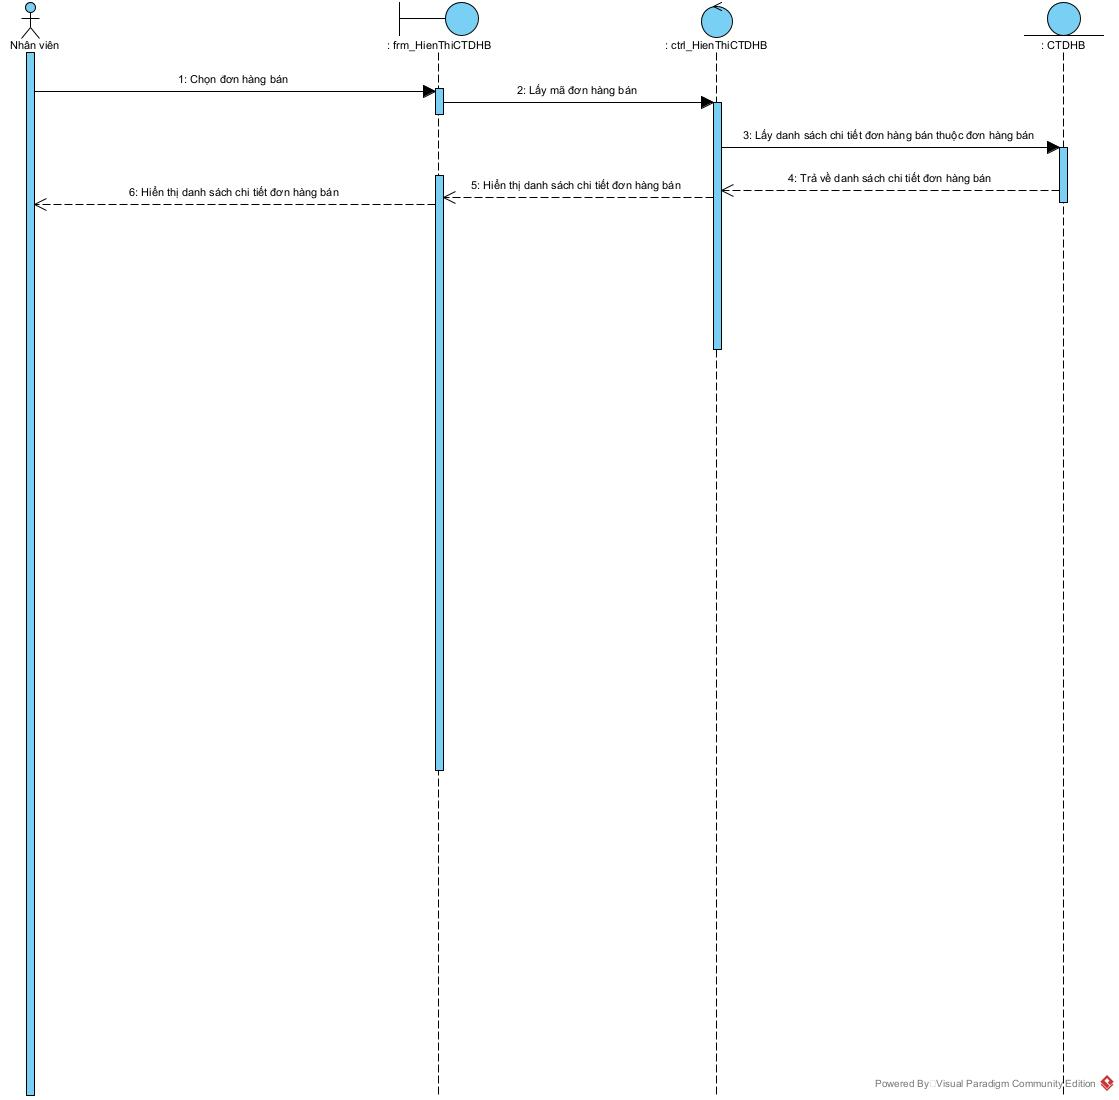 Nhân viên
: frm_HienThiCTDHB
: ctrl_HienThiCTDHB
: CTDHB
1: Chọn đơn hàng bán
2: Lấy mã đơn hàng bán
3: Lấy danh sách chi tiết đơn hàng bán thuộc đơn hàng bán
4: Trả về danh sách chi tiết đơn hàng bán
5: Hiển thị danh sách chi tiết đơn hàng bán
6: Hiển thị danh sách chi tiết đơn hàng bán
Powered By Visual Paradigm Community Edition